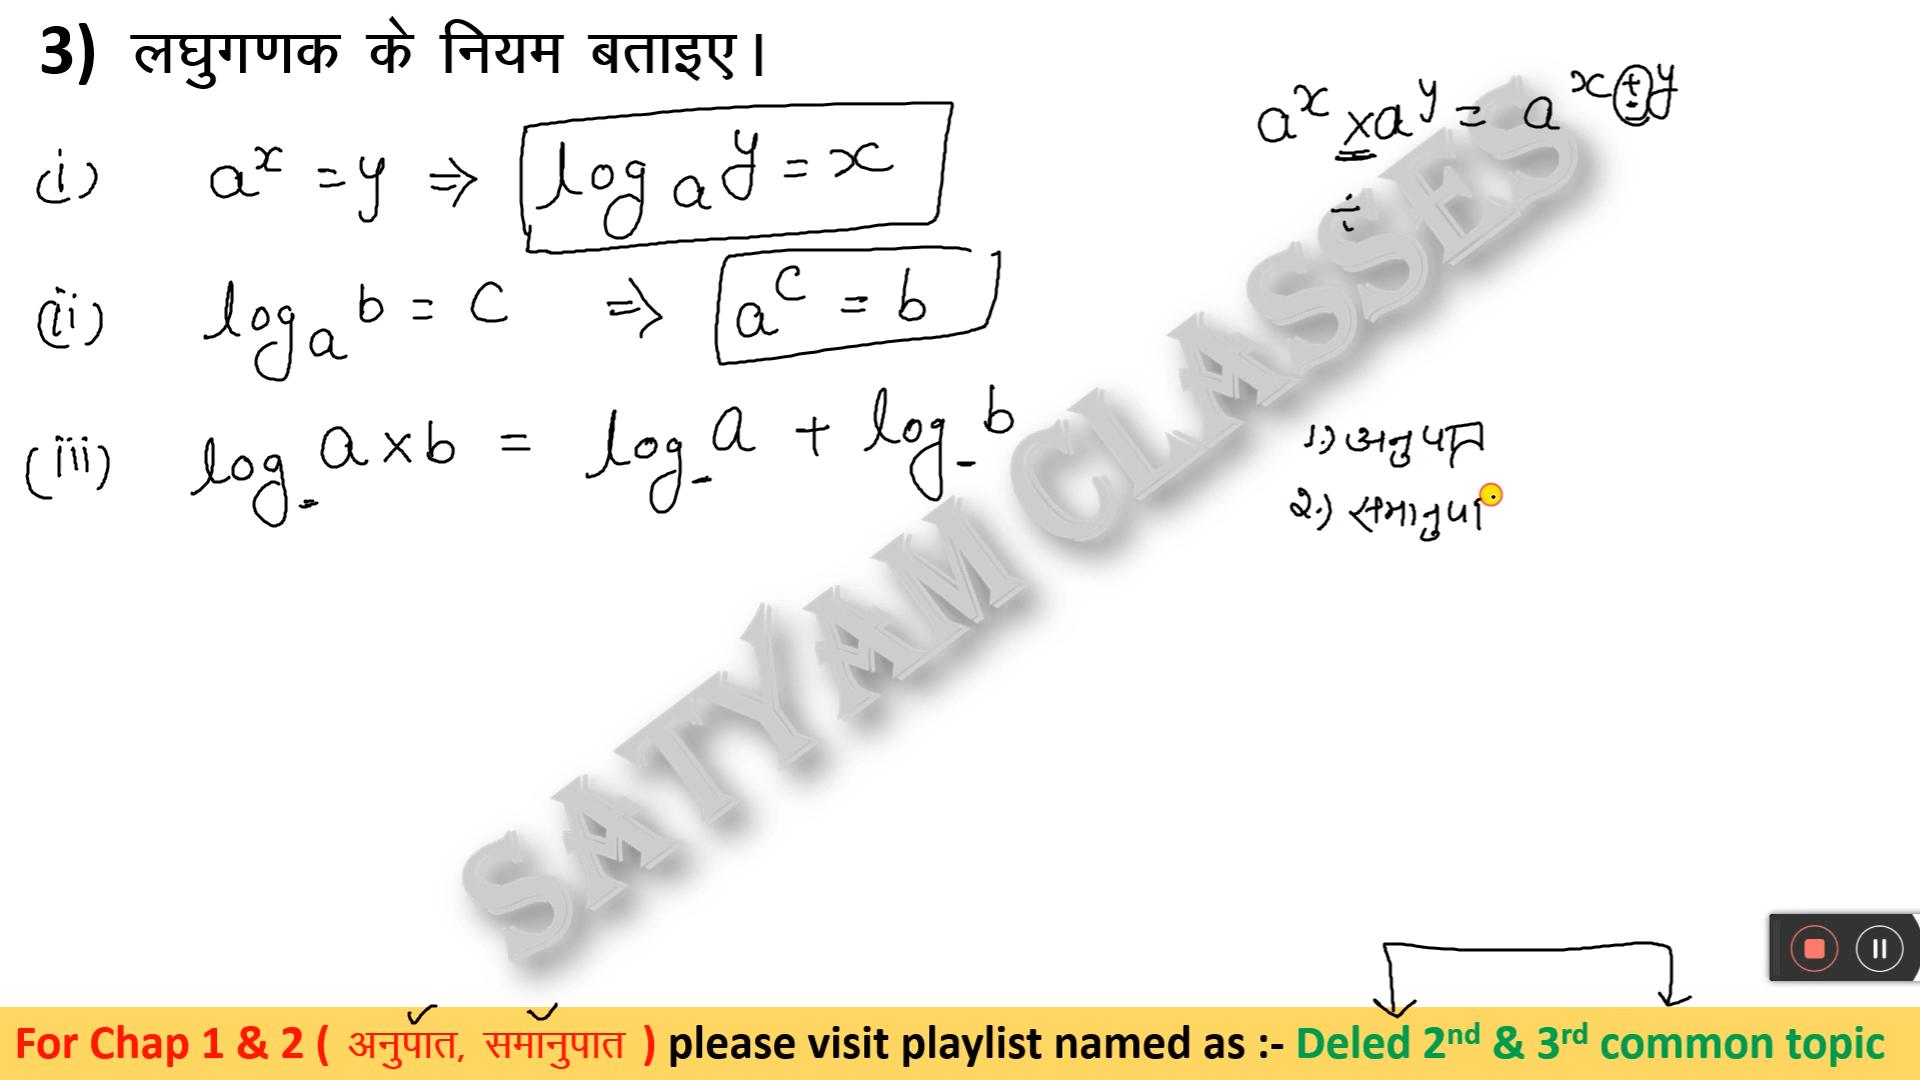 3) लघुगणक के नियम बताइए।
a^x × a^y = a^(x±y)
÷
(i) a^x = y ⇒ log_a y = x
(ii) log_a b = c ⇒ a^c = b
(iii) log_- a×b = log_- a + log_- b
1.) अनुपात
2.) समानुपा
SATYAM CLASSES
For Chap 1 & 2 ( अनुपात, समानुपात ) please visit playlist named as :- Deled 2nd & 3rd common topic